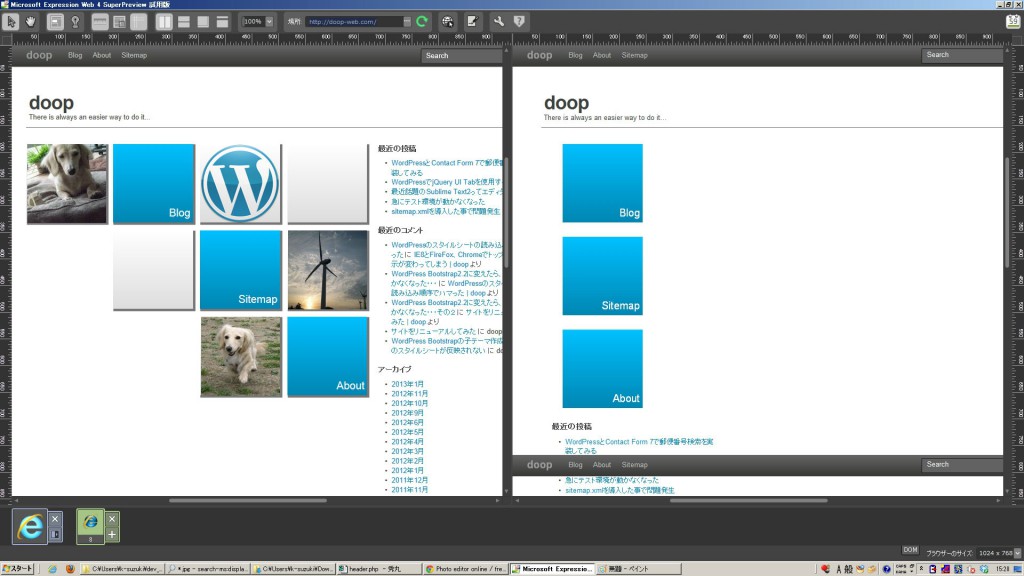 Microsoft Expression Web 4 SuperPreview 試用版
100%
場所
http://doop-web.com/
doop Blog About Sitemap Search
doop
There is always an easier way to do it...
Blog
Sitemap
About
最近の投稿
WordPressとContact Form 7で郵便番
装してみる
WordPressでjQuery UI Tabを使用す
最近話題のSublime Text2ってエディタ
急にテスト環境が動かなくなった
sitemap.xmlを導入した事で問題発生
最近のコメント
WordPressのスタイルシートの読み込
った に IE8とFireFox、Chromeでトッ
示が変わってしまう | doop より
WordPress Bootstrap2.2に変えたら、
かなくなった・・・ に WordPressのスタ
読み込み順序でハマった | doop より
WordPress Bootstrap2.2に変えたら、
かなくなった・・・その２ に サイトをリニュ
みた | doop より
サイトをリニューアルしてみた に doop
WordPress Bootstrapの子テーマ作成
のスタイルシートが反映されない に do
アーカイブ
2013年1月
2012年11月
2012年10月
2012年9月
2012年6月
2012年5月
2012年4月
2012年3月
2012年2月
2012年1月
2011年12月
2011年11月
doop Blog About Sitemap Search
doop
There is always an easier way to do it...
Blog
Sitemap
About
最近の投稿
WordPressとContact Form 7で郵便番号検索を実
装してみる
doop Blog About Sitemap Search
急にテスト環境が動かなくなった
sitemap.xmlを導入した事で問題発生
8
DOM ブラウザーのサイズ: 1024 x 768
スタート C:\Users\k-suzuki\dev_... *.jpg - search-msdispla... C:\Users\k-suzuki\Dow... header.php - 秀丸 Photo editor online / fre... Microsoft Expressio... 無題 - ペイント A 般 15:28